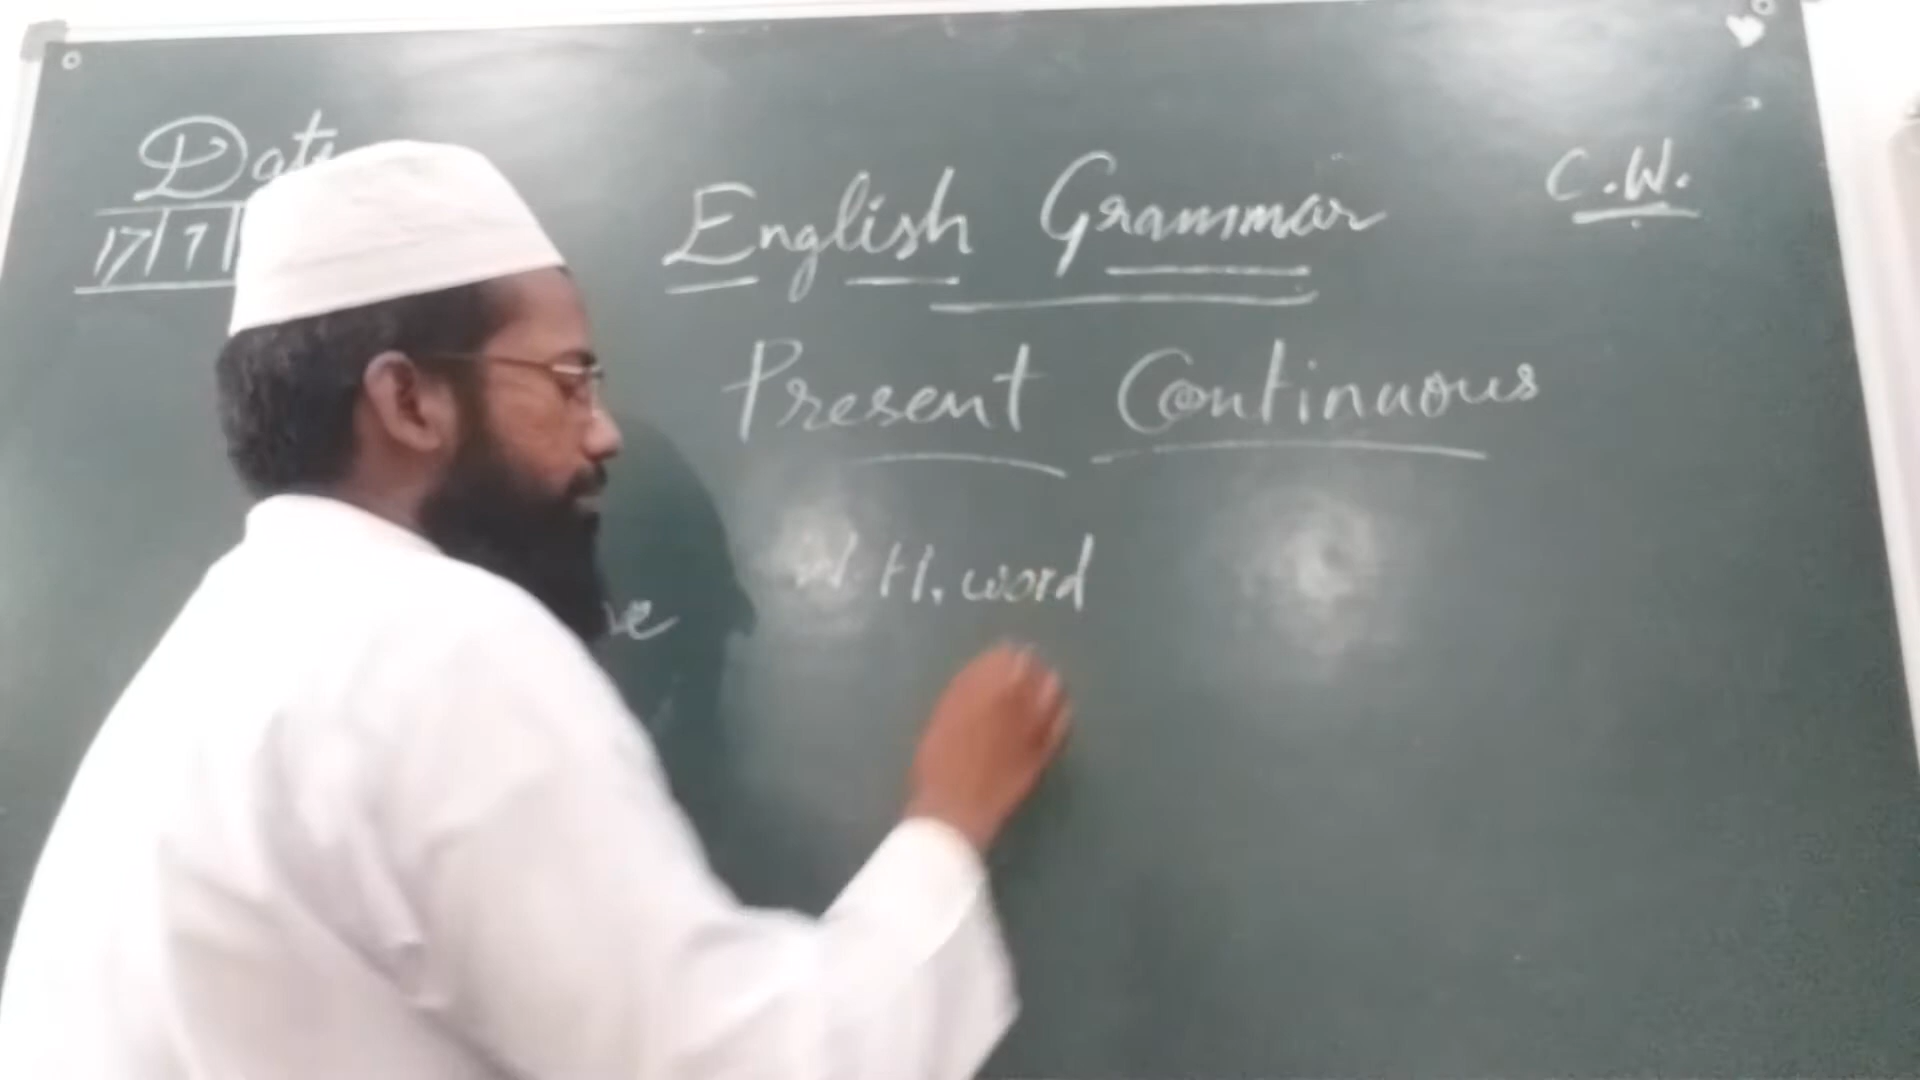 Date
17/7/
English Grammar
C.W.
Present Continuous
W.H. word